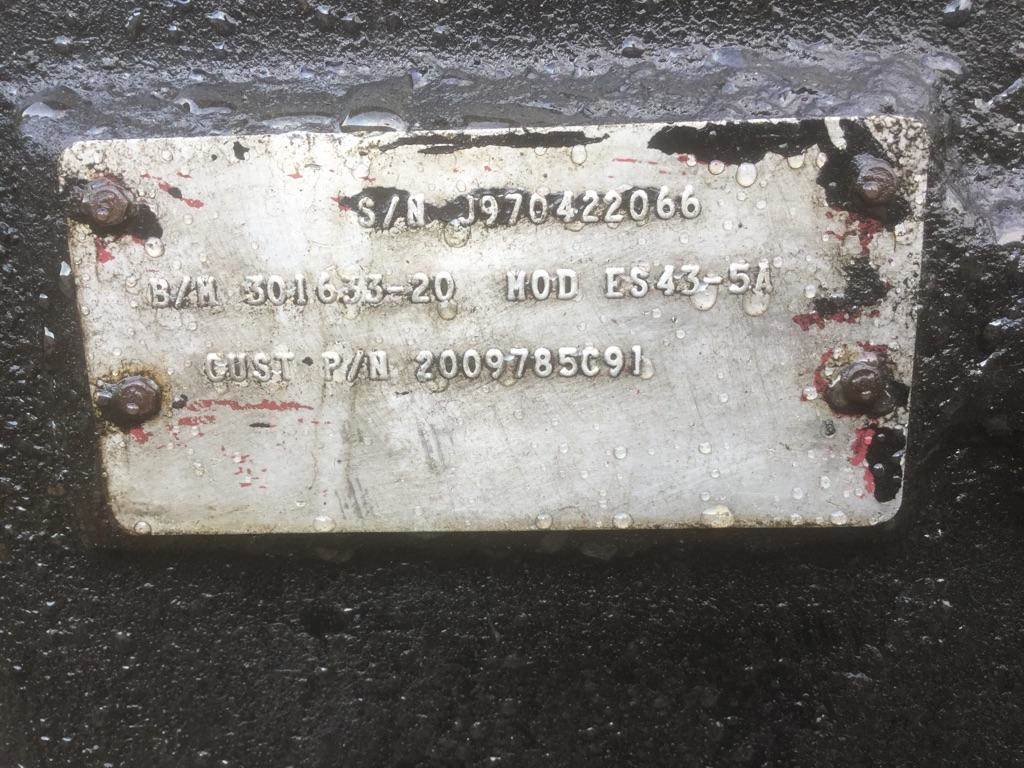 S/N J970422066
B/M 301633-20 MOD ES43-5A
CUST P/N 2009785C91